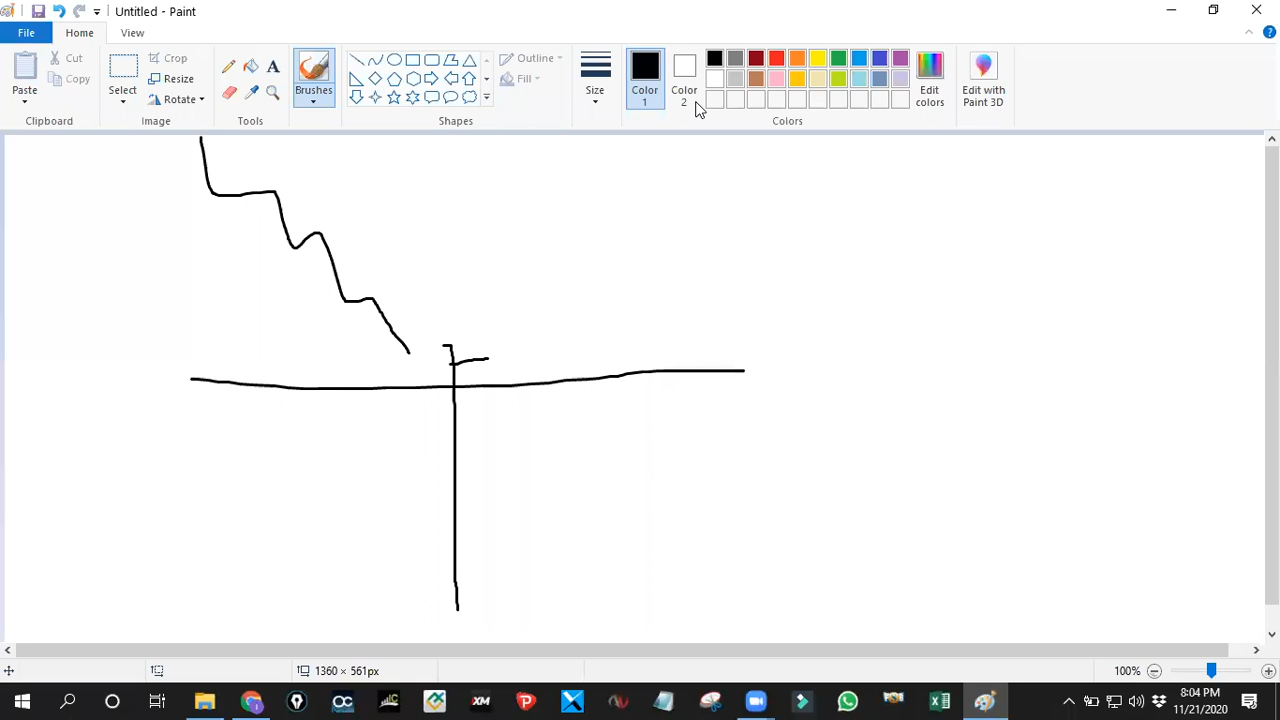 Untitled - Paint
File
Home
View
Paste
Cut
Copy
Clipboard
Select
Crop
Resize
Rotate
Image
A
Tools
Brushes
Outline
Fill
Shapes
Size
Color
1
Color
2
Edit
colors
Edit with
Paint 3D
Colors
1360 × 561px
100%
XM
8:04 PM
11/21/2020